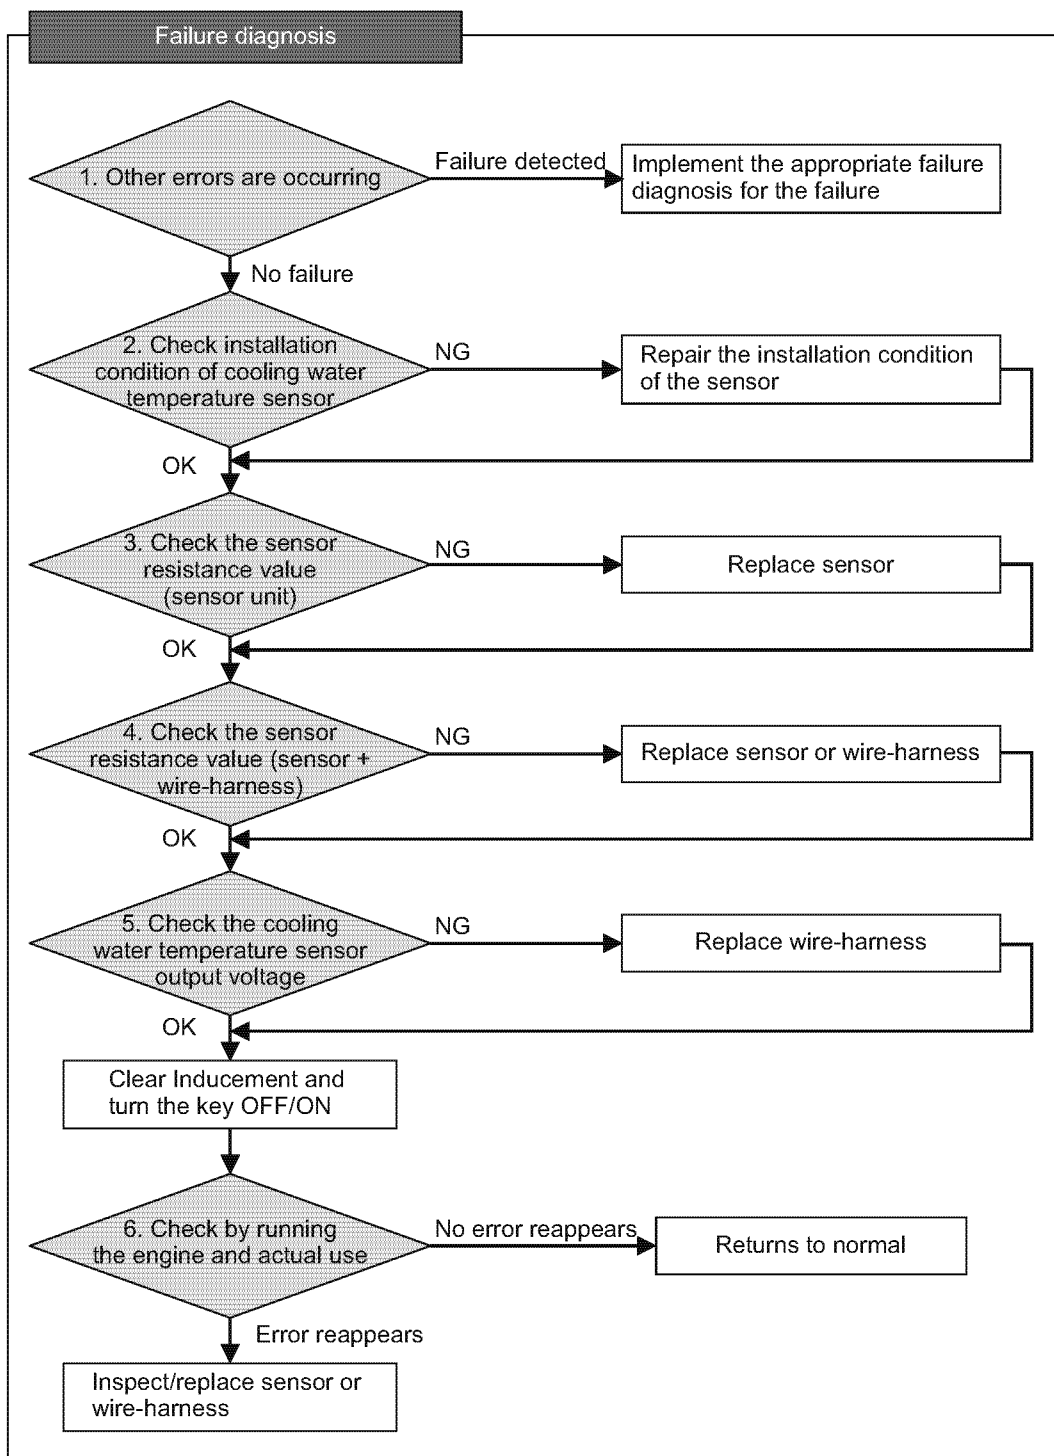 Failure diagnosis
1. Other errors are occurring
Failure detected
Implement the appropriate failure
diagnosis for the failure
No failure
2. Check installation
condition of cooling water
temperature sensor
NG
Repair the installation condition
of the sensor
OK
3. Check the sensor
resistance value
(sensor unit)
NG
Replace sensor
OK
4. Check the sensor
resistance value (sensor +
wire-harness)
NG
Replace sensor or wire-harness
OK
5. Check the cooling
water temperature sensor
output voltage
NG
Replace wire-harness
OK
Clear Inducement and
turn the key OFF/ON
6. Check by running
the engine and actual use
No error reappears
Returns to normal
Error reappears
Inspect/replace sensor or
wire-harness